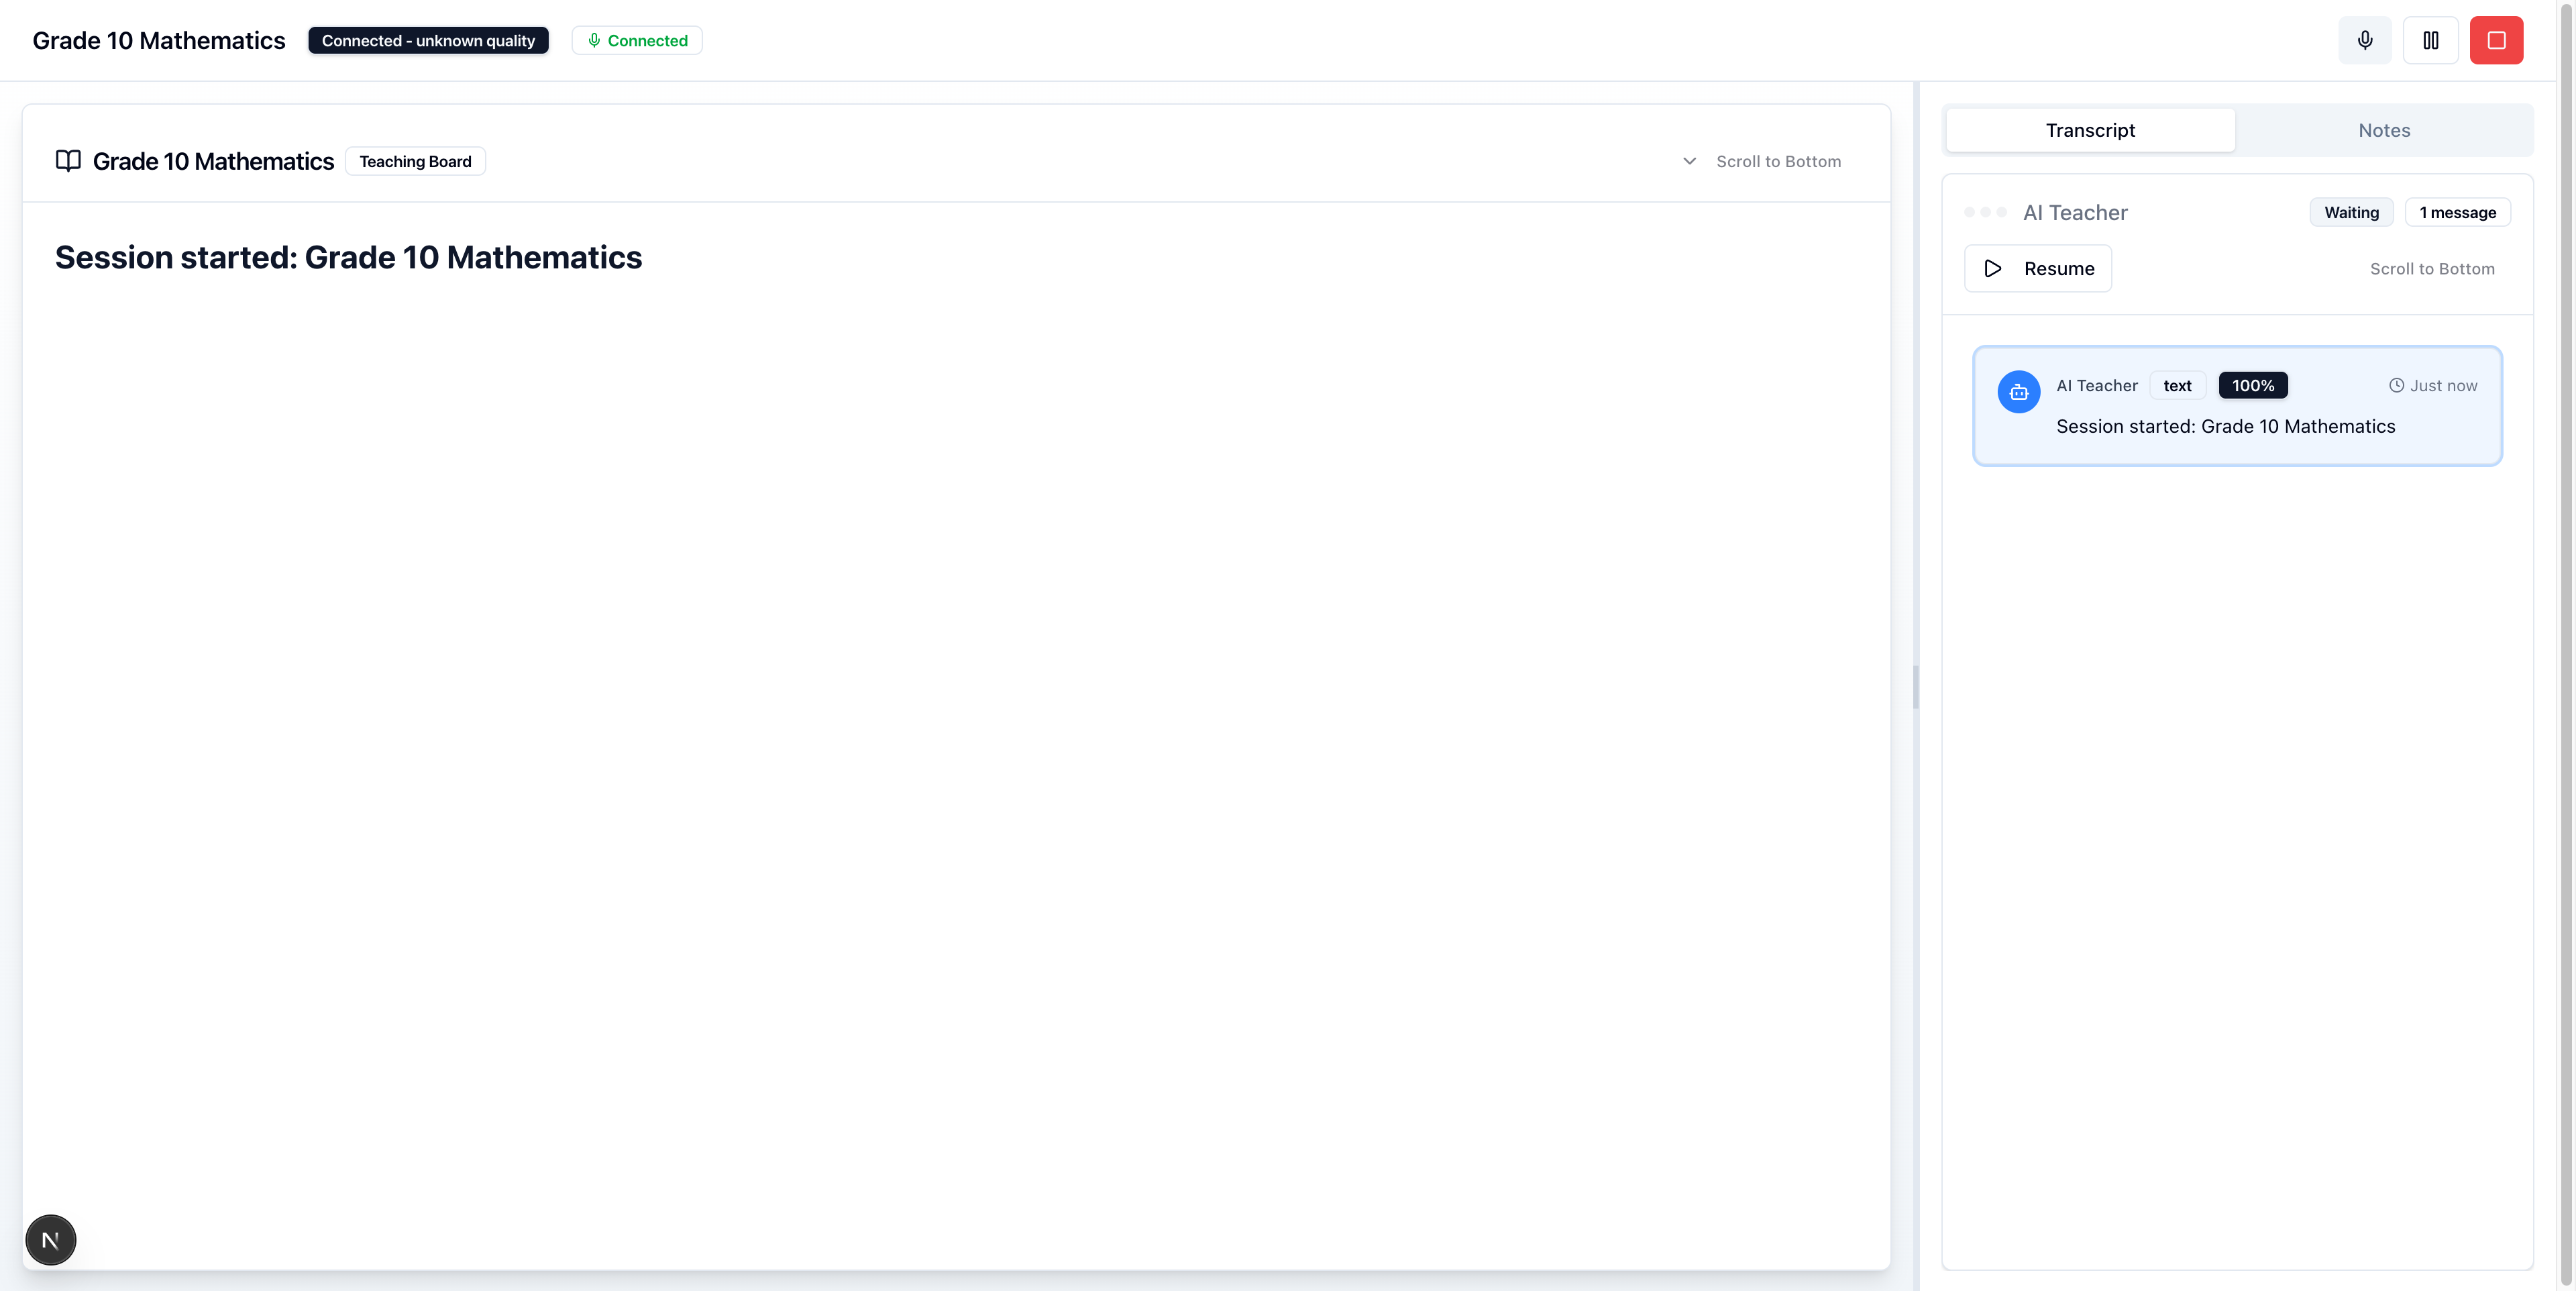 Grade 10 Mathematics
Connected - unknown quality
Connected
Grade 10 Mathematics
Teaching Board
Scroll to Bottom
Session started: Grade 10 Mathematics
N
Transcript
Notes
AI Teacher
Waiting
1 message
Resume
Scroll to Bottom
AI Teacher
text
100%
Just now
Session started: Grade 10 Mathematics